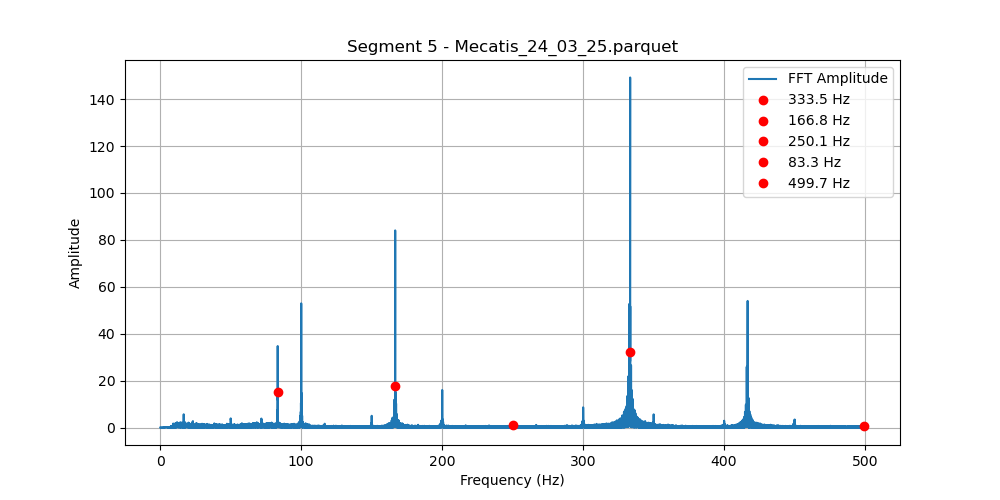 Segment 5 - Mecatis_24_03_25.parquet
FFT Amplitude
333.5 Hz
166.8 Hz
250.1 Hz
83.3 Hz
499.7 Hz
Amplitude
140
120
100
80
60
40
20
0
0 100 200 300 400 500
Frequency (Hz)